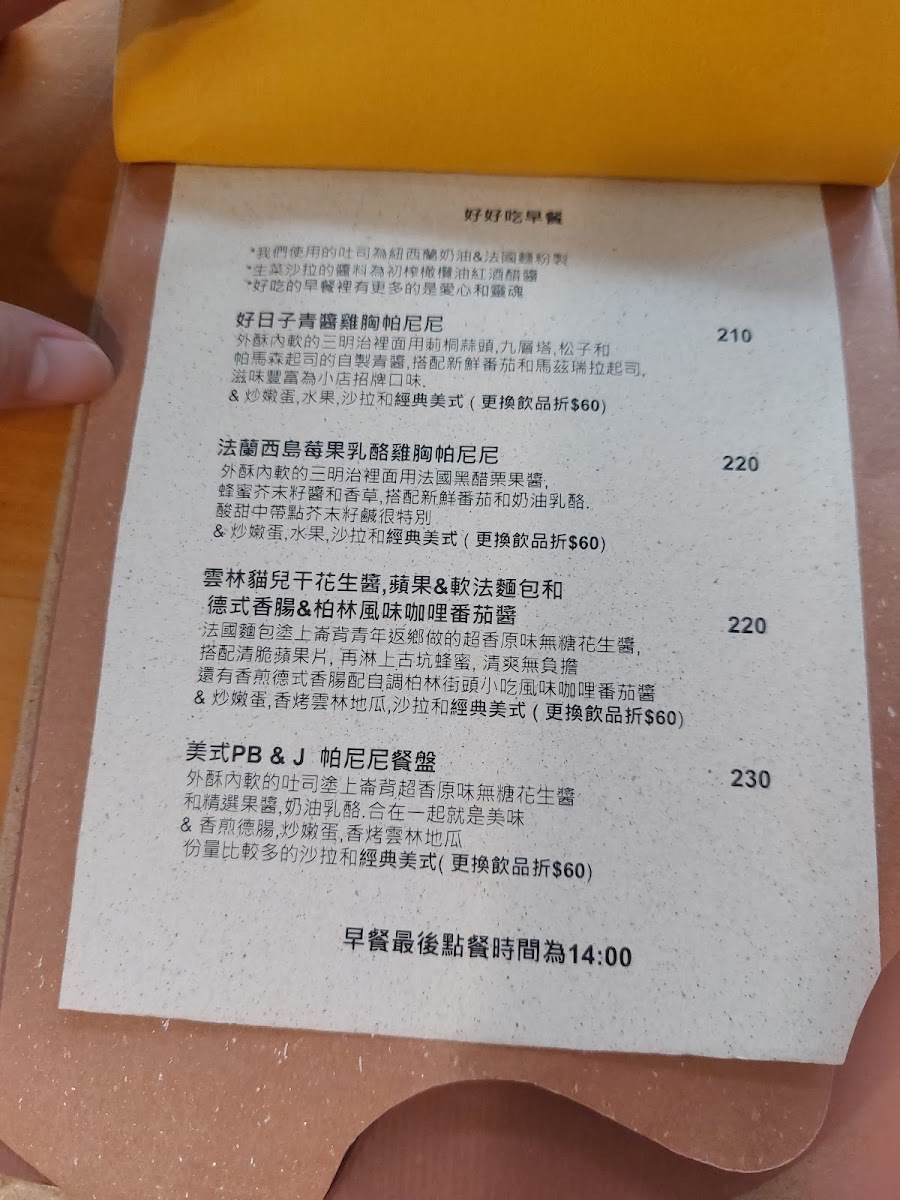 好好吃早餐
*我們使用的吐司為紐西蘭奶油&法國麵粉製
*生菜沙拉的醬料為初榨橄欖油紅酒醋醬
*好吃的早餐裡有更多的是愛心和靈魂
好日子青醬雞胸帕尼尼 210
外酥內軟的三明治裡面用莿桐蒜頭,九層塔,松子和
帕馬森起司的自製青醬,搭配新鮮番茄和馬茲瑞拉起司,
滋味豐富為小店招牌口味.
& 炒嫩蛋,水果,沙拉和經典美式 ( 更換飲品折$60)
法蘭西島莓果乳酪雞胸帕尼尼 220
外酥內軟的三明治裡面用法國黑醋栗果醬,
蜂蜜芥末籽醬和香草,搭配新鮮番茄和奶油乳酪.
酸甜中帶點芥末籽鹹很特別
& 炒嫩蛋,水果,沙拉和經典美式 ( 更換飲品折$60)
雲林貓兒干花生醬,蘋果&軟法麵包和
德式香腸&柏林風味咖哩番茄醬 220
法國麵包塗上崙背青年返鄉做的超香原味無糖花生醬,
搭配清脆蘋果片, 再淋上古坑蜂蜜, 清爽無負擔
還有香煎德式香腸配自調柏林街頭小吃風味咖哩番茄醬
& 炒嫩蛋,香烤雲林地瓜,沙拉和經典美式 ( 更換飲品折$60)
美式PB & J 帕尼尼餐盤 230
外酥內軟的吐司塗上崙背超香原味無糖花生醬
和精選果醬,奶油乳酪.合在一起就是美味
& 香煎德腸,炒嫩蛋,香烤雲林地瓜
份量比較多的沙拉和經典美式( 更換飲品折$60)
早餐最後點餐時間為14:00